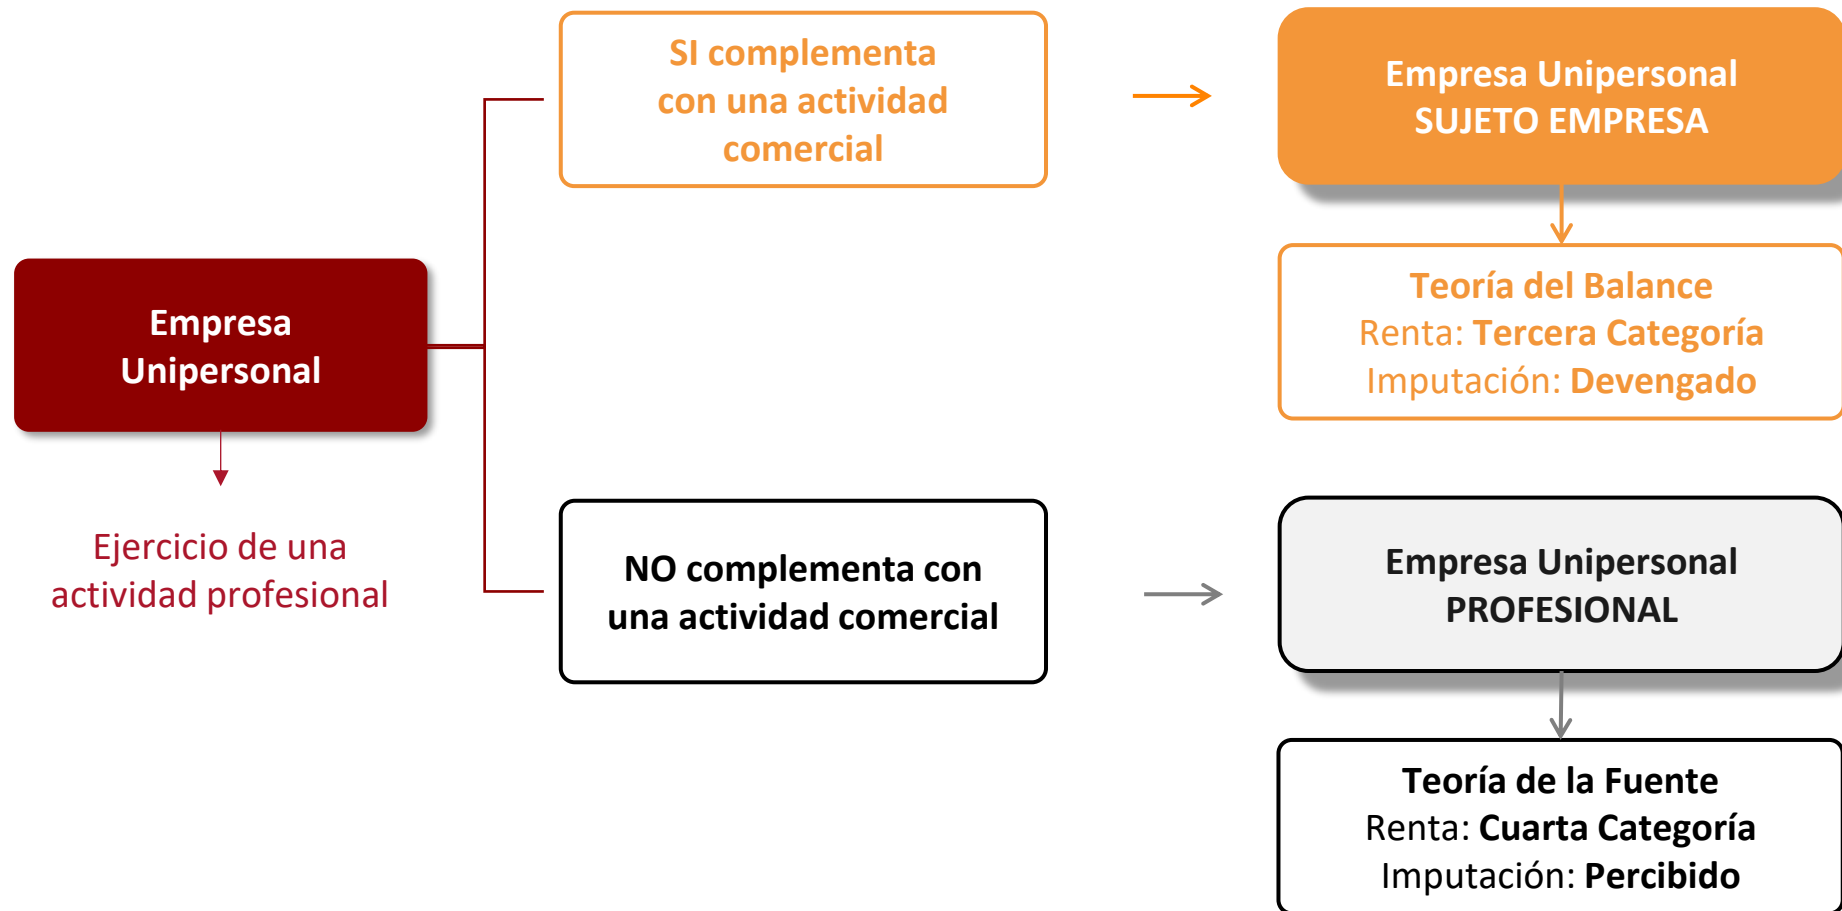 Empresa
Unipersonal
Ejercicio de una
actividad profesional
SI complementa
con una actividad
comercial
Empresa Unipersonal
SUJETO EMPRESA
Teoría del Balance
Renta: Tercera Categoría
Imputación: Devengado
NO complementa con
una actividad comercial
Empresa Unipersonal
PROFESIONAL
Teoría de la Fuente
Renta: Cuarta Categoría
Imputación: Percibido